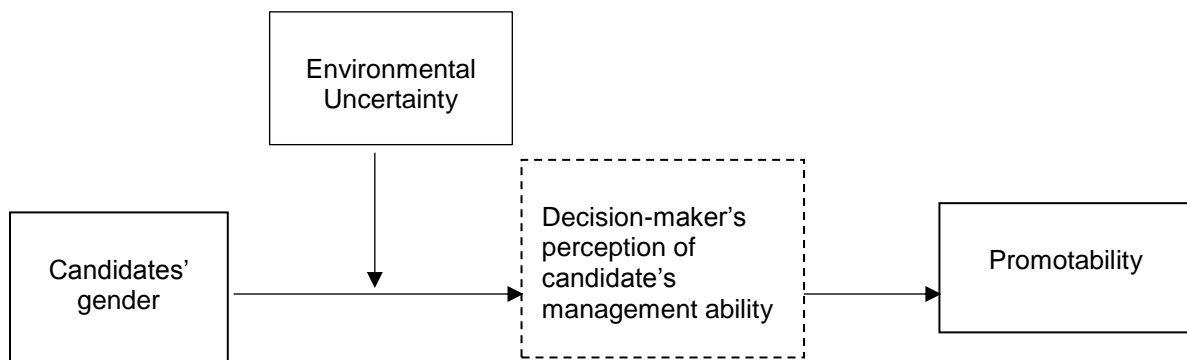 Environmental
Uncertainty
Candidates’
gender
Decision-maker’s
perception of
candidate’s
management ability
Promotability